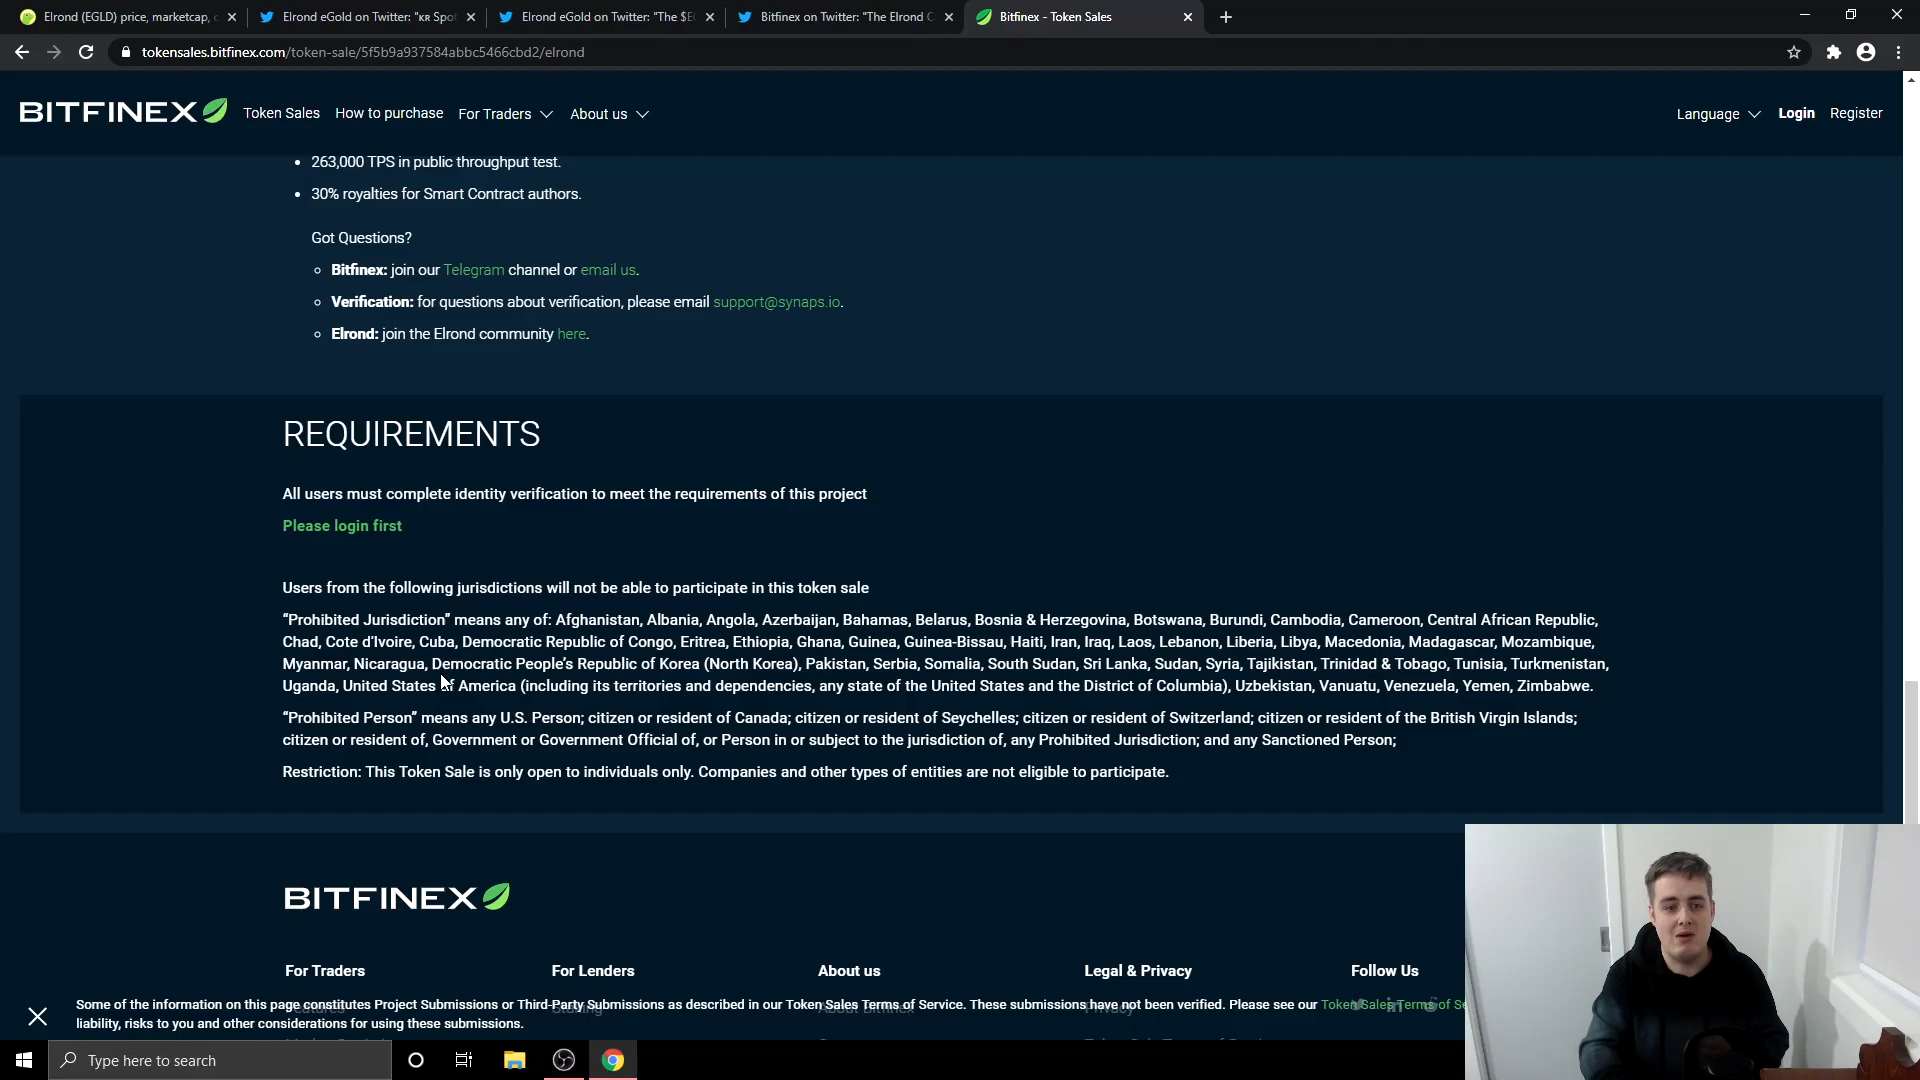 Elrond (EGLD) price, marketcap, c
Elrond eGold on Twitter: "KR Spot
Elrond eGold on Twitter: "The $E
Bitfinex on Twitter: "The Elrond C
Bitfinex - Token Sales
tokensales.bitfinex.com/token-sale/5f5b9a937584abbc5466cbd2/elrond
BITFINEX
Token Sales
How to purchase
For Traders
About us
Language
Login
Register
• 263,000 TPS in public throughput test.
• 30% royalties for Smart Contract authors.
Got Questions?
Bitfinex: join our Telegram channel or email us.
Verification: for questions about verification, please email support@synaps.io.
Elrond: join the Elrond community here.
REQUIREMENTS
All users must complete identity verification to meet the requirements of this project
Please login first
Users from the following jurisdictions will not be able to participate in this token sale
“Prohibited Jurisdiction” means any of: Afghanistan, Albania, Angola, Azerbaijan, Bahamas, Belarus, Bosnia & Herzegovina, Botswana, Burundi, Cambodia, Cameroon, Central African Republic,
Chad, Cote d'Ivoire, Cuba, Democratic Republic of Congo, Eritrea, Ethiopia, Ghana, Guinea, Guinea-Bissau, Haiti, Iran, Iraq, Laos, Lebanon, Liberia, Libya, Macedonia, Madagascar, Mozambique,
Myanmar, Nicaragua, Democratic People’s Republic of Korea (North Korea), Pakistan, Serbia, Somalia, South Sudan, Sri Lanka, Sudan, Syria, Tajikistan, Trinidad & Tobago, Tunisia, Turkmenistan,
Uganda, United States of America (including its territories and dependencies, any state of the United States and the District of Columbia), Uzbekistan, Vanuatu, Venezuela, Yemen, Zimbabwe.
“Prohibited Person” means any U.S. Person; citizen or resident of Canada; citizen or resident of Seychelles; citizen or resident of Switzerland; citizen or resident of the British Virgin Islands;
citizen or resident of, Government or Government Official of, or Person in or subject to the jurisdiction of, any Prohibited Jurisdiction; and any Sanctioned Person;
Restriction: This Token Sale is only open to individuals only. Companies and other types of entities are not eligible to participate.
BITFINEX
For Traders
For Lenders
About us
Legal & Privacy
Follow Us
Features
Staking
About Bitfinex
Privacy
Some of the information on this page constitutes Project Submissions or Third-Party Submissions as described in our Token Sales Terms of Service. These submissions have not been verified. Please see our Token Sales Terms of Se
liability, risks to you and other considerations for using these submissions.
Type here to search